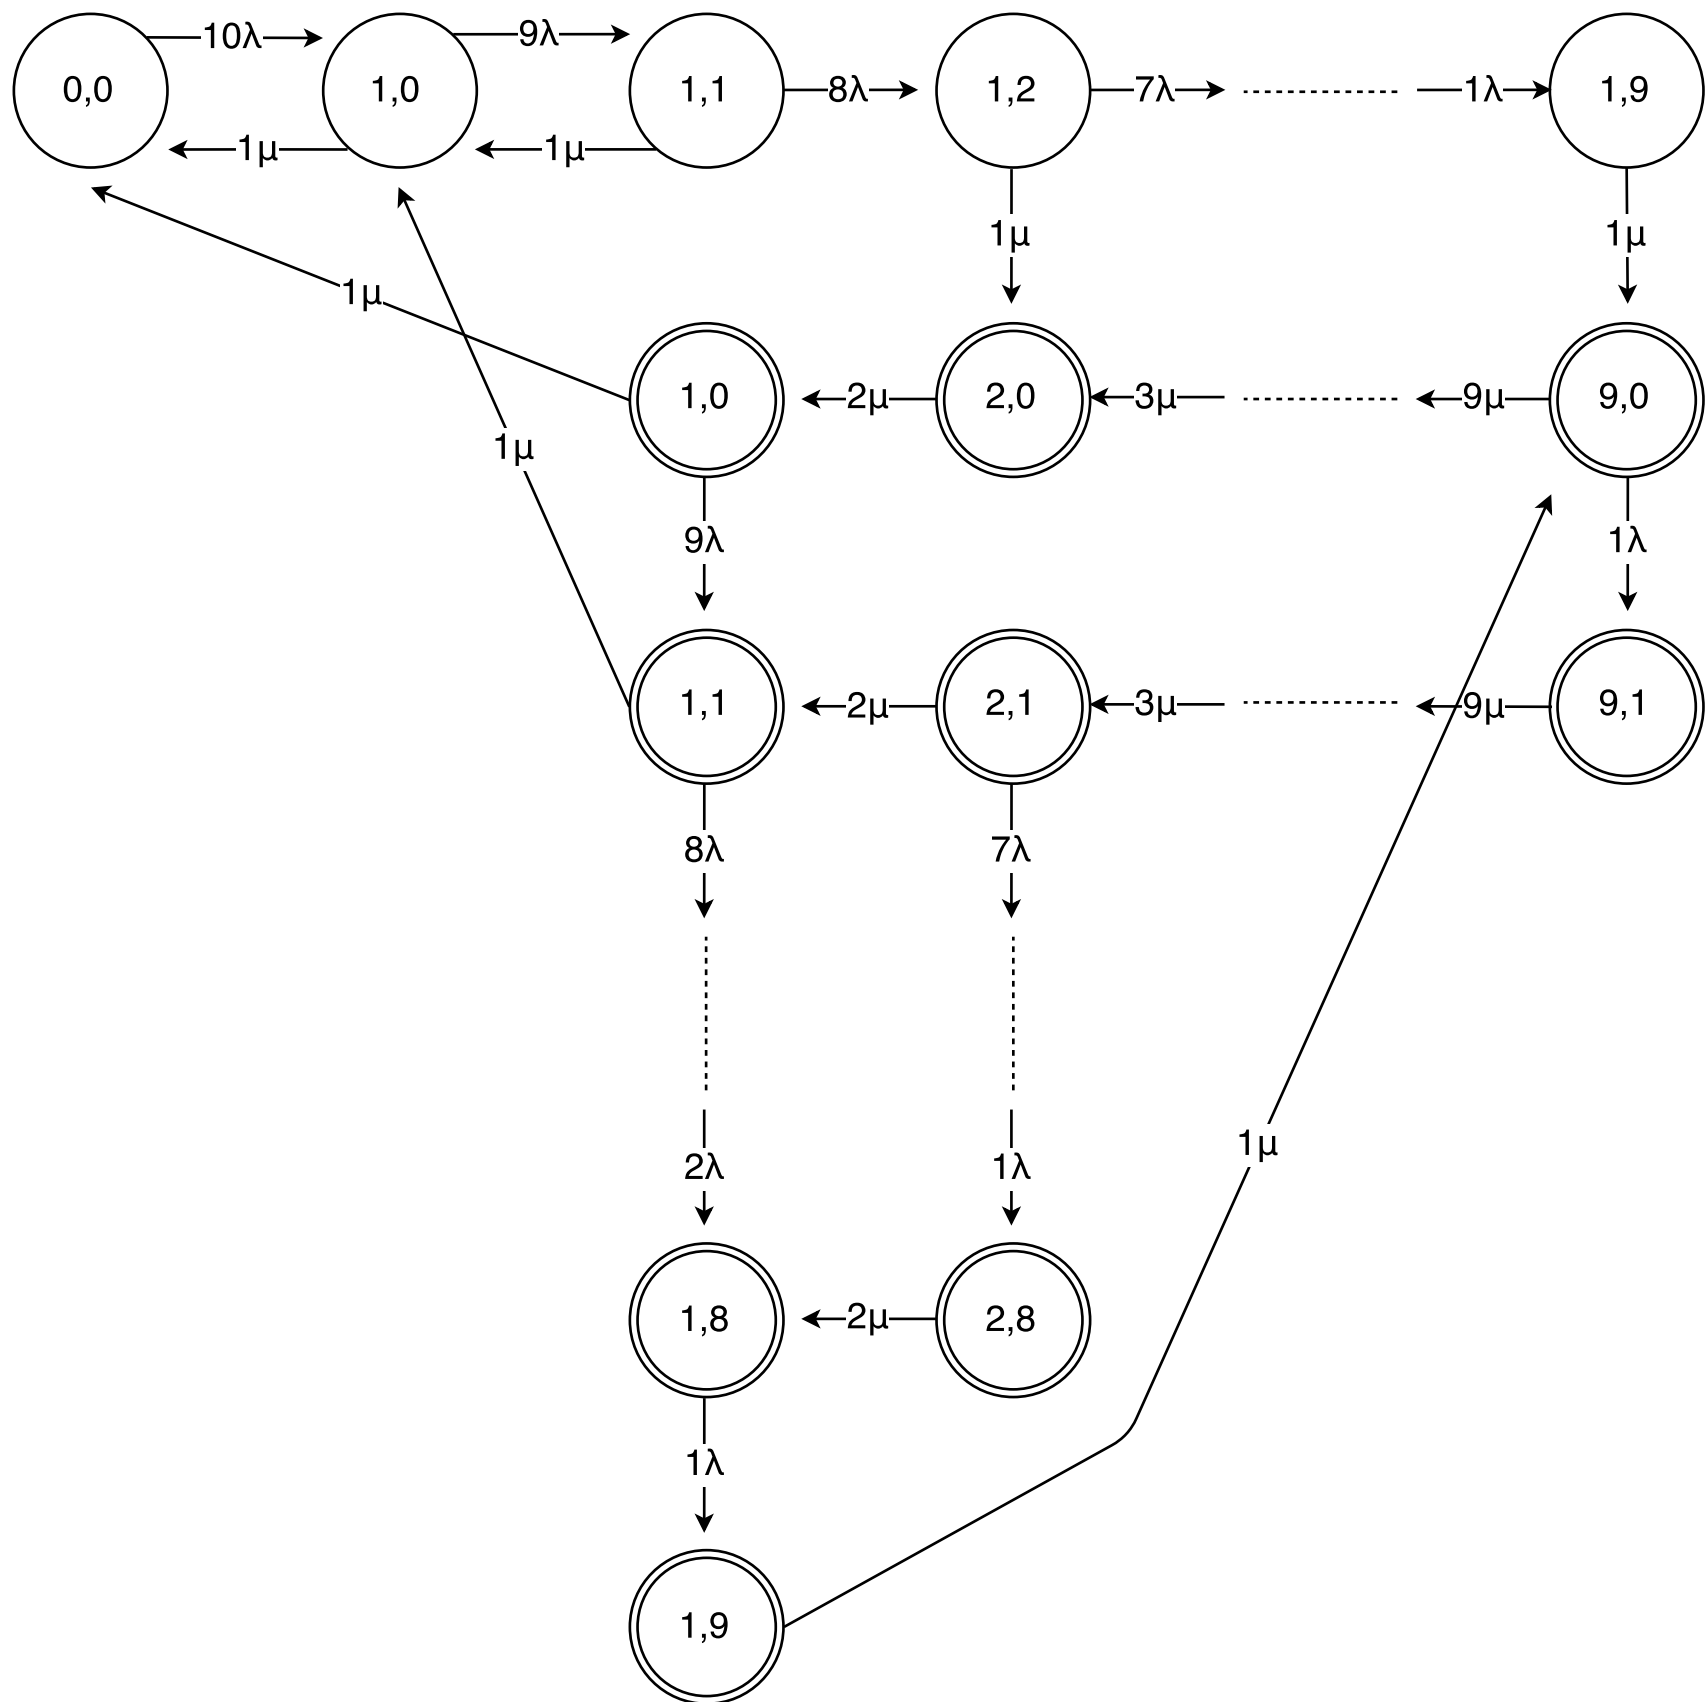 10λ 9λ
0,0 1,0 1,1 8λ 1,2 7λ 1λ 1,9
1μ 1μ
1μ 1μ
1μ
1,0 2μ 2,0 3μ 9μ 9,0
1μ
9λ 1λ
1,1 2μ 2,1 3μ 9μ 9,1
8λ 7λ
1μ
2λ 1λ
1,8 2μ 2,8
1λ
1,9